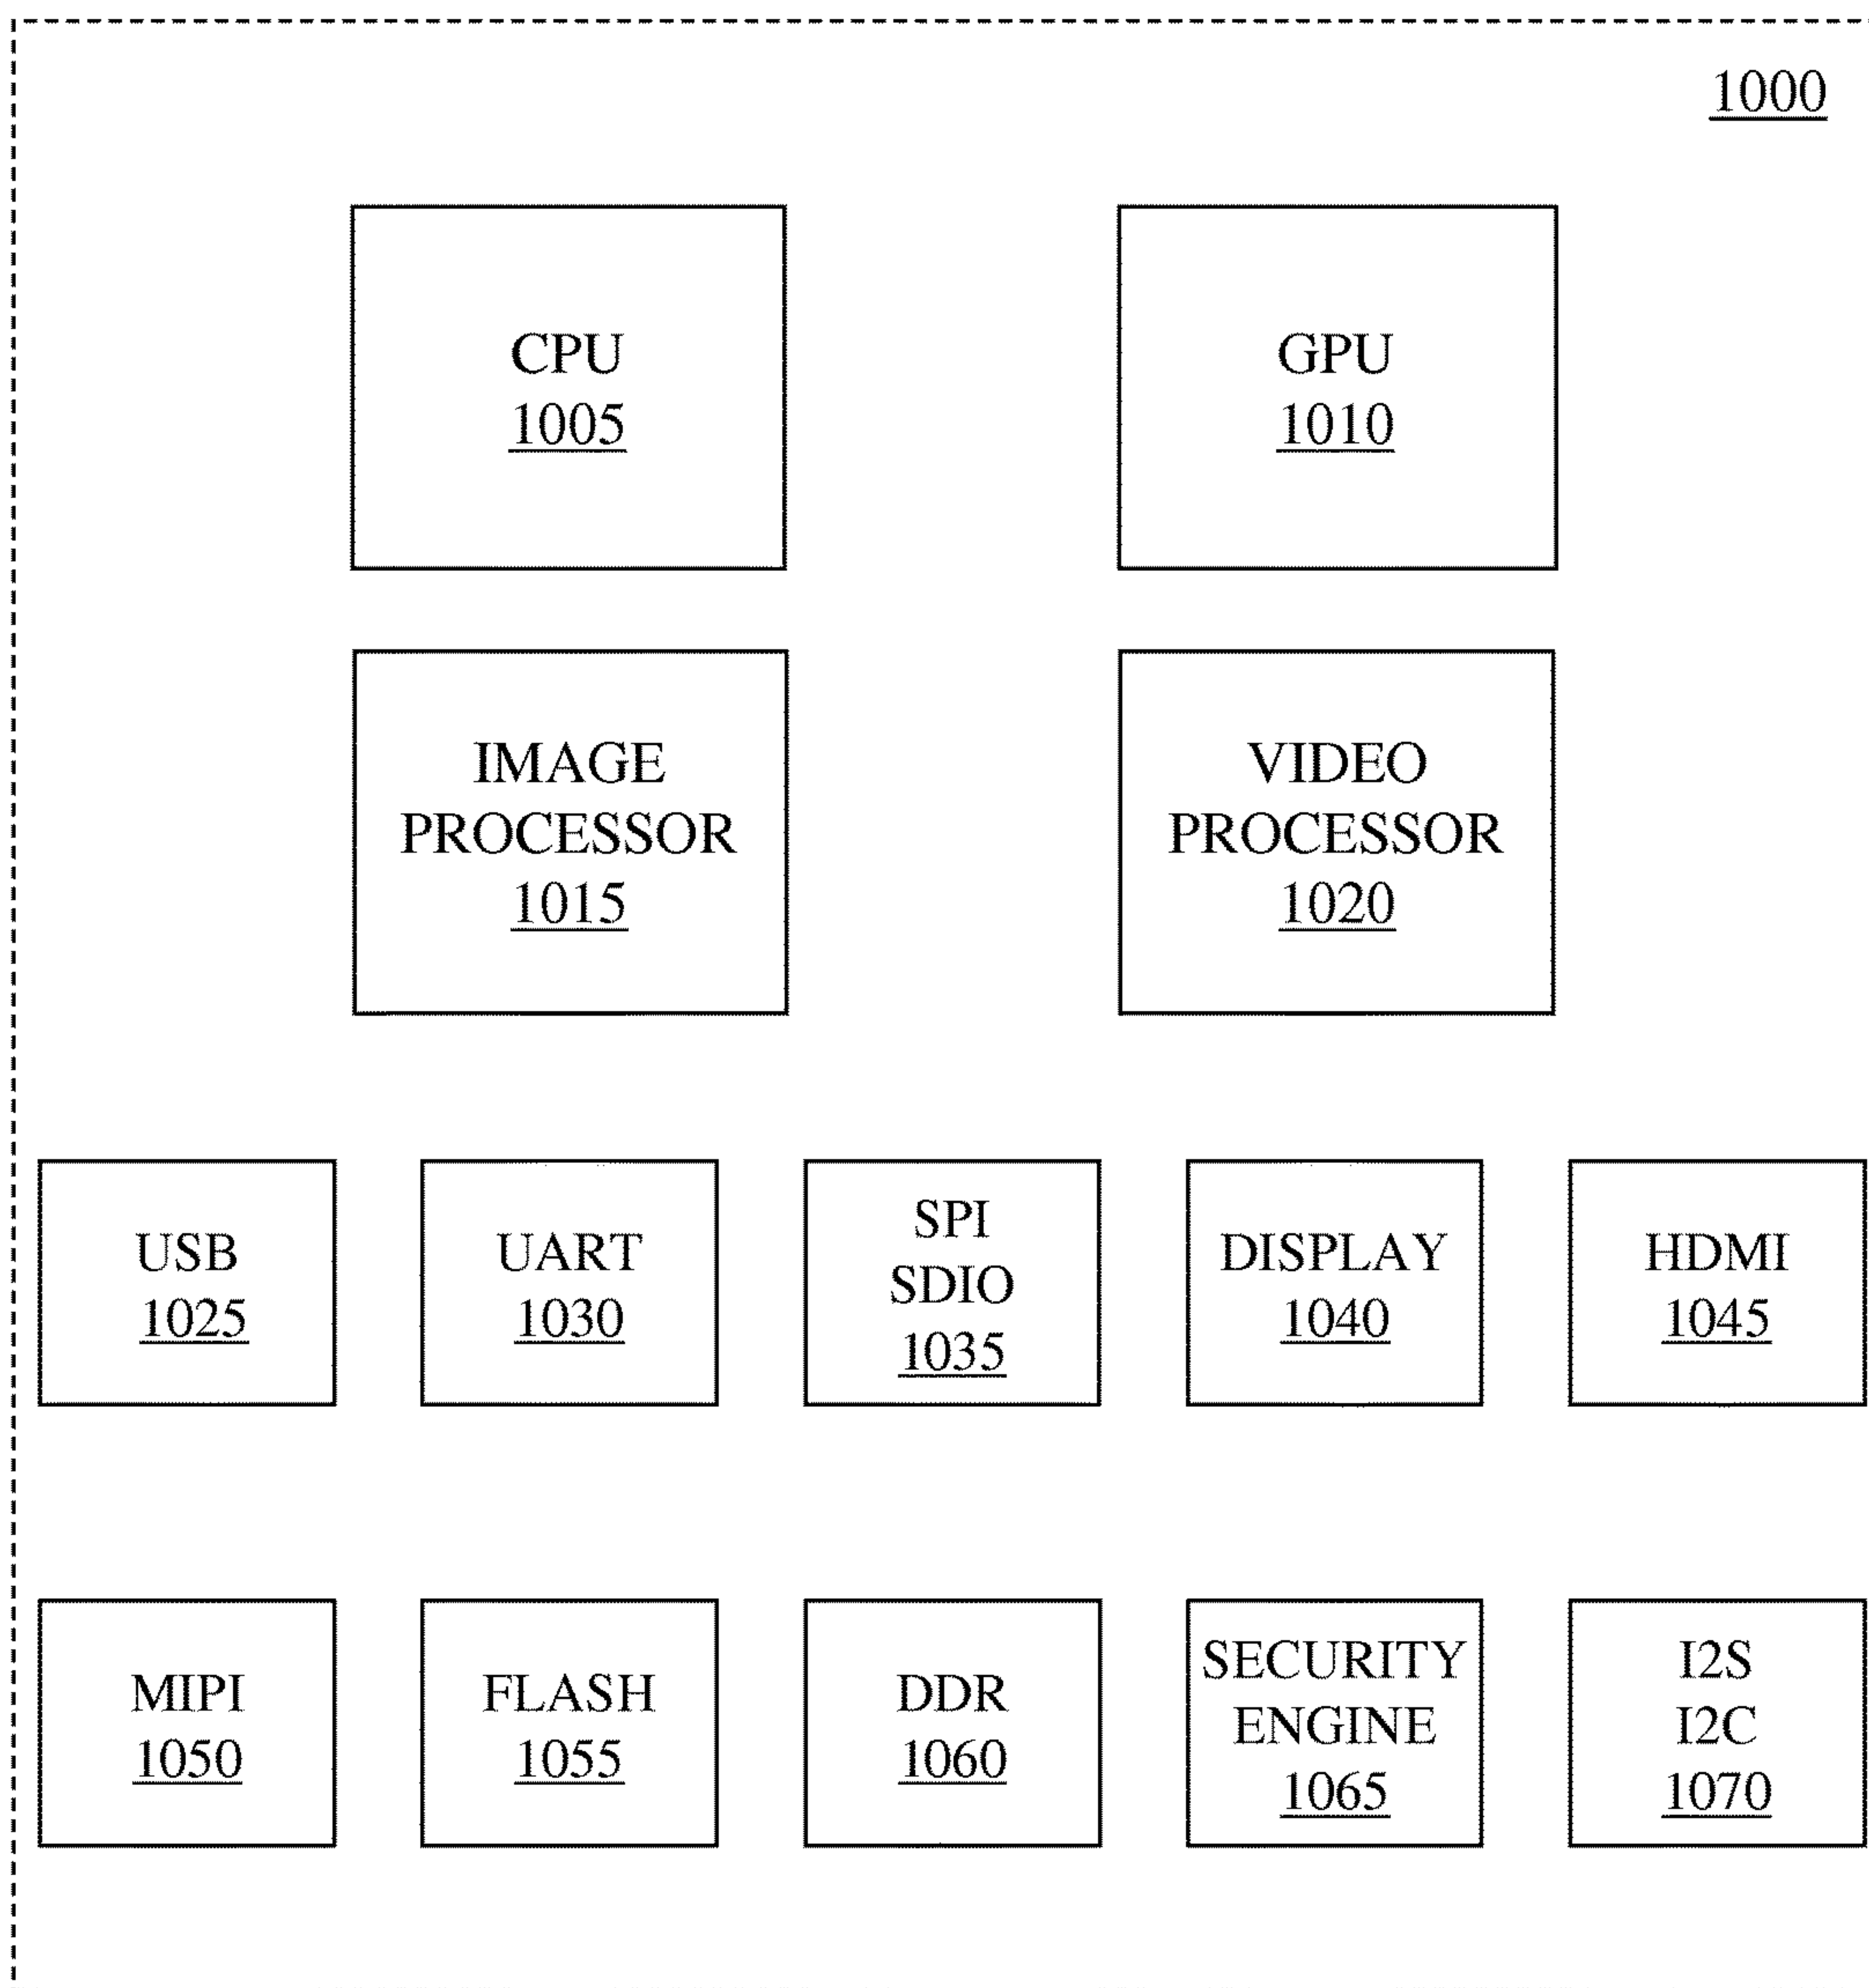 1000
CPU
1005
GPU
1010
IMAGE
PROCESSOR
1015
VIDEO
PROCESSOR
1020
USB
1025
UART
1030
SPI
SDIO
1035
DISPLAY
1040
HDMI
1045
MIPI
1050
FLASH
1055
DDR
1060
SECURITY
ENGINE
1065
I2S
I2C
1070